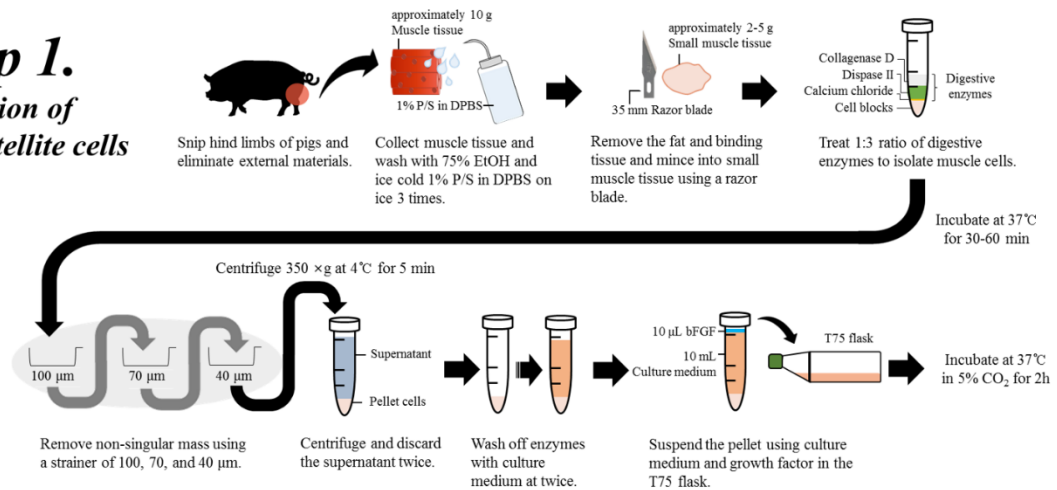 p 1.
ion of
tellite cells
Snip hind limbs of pigs and
eliminate external materials.
approximately 10 g
Muscle tissue
1% P/S in DPBS
Collect muscle tissue and
wash with 75% EtOH and
ice cold 1% P/S in DPBS on
ice 3 times.
approximately 2-5 g
Small muscle tissue
35 mm Razor blade
Remove the fat and binding
tissue and mince into small
muscle tissue using a razor
blade.
Collagenase D
Dispase II
Calcium chloride
Cell blocks
Digestive
enzymes
Treat 1:3 ratio of digestive
enzymes to isolate muscle cells.
Incubate at 37℃
for 30-60 min
100 μm
70 μm
40 μm
Remove non-singular mass using
a strainer of 100, 70, and 40 μm.
Centrifuge 350 ×g at 4℃ for 5 min
Supernatant
Pellet cells
Centrifuge and discard
the supernatant twice.
Wash off enzymes
with culture
medium at twice.
10 μL bFGF
10 mL
Culture medium
T75 flask
Suspend the pellet using culture
medium and growth factor in the
T75 flask.
Incubate at 37℃
in 5% CO₂ for 2h